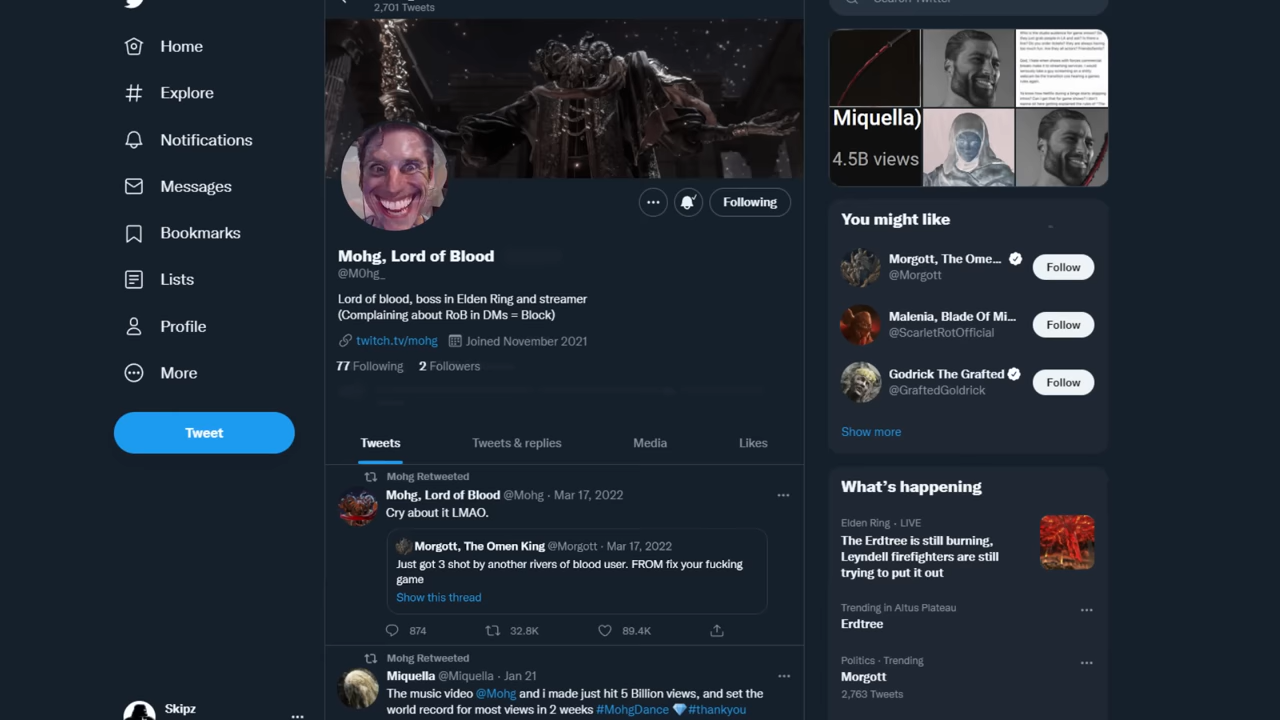 2,701 Tweets
Home
Explore
Notifications
Messages
Bookmarks
Lists
Profile
More
Tweet
Skipz
Following
Mohg, Lord of Blood
@M0hg_
Lord of blood, boss in Elden Ring and streamer
(Complaining about RoB in DMs = Block)
twitch.tv/mohg Joined November 2021
77 Following 2 Followers
Tweets Tweets & replies Media Likes
Mohg Retweeted
Mohg, Lord of Blood @Mohg · Mar 17, 2022
Cry about it LMAO.
Morgott, The Omen King @Morgott · Mar 17, 2022
Just got 3 shot by another rivers of blood user. FROM fix your fucking
game
Show this thread
874 32.8K 89.4K
Mohg Retweeted
Miquella @Miquella · Jan 21
The music video @Mohg and i made just hit 5 Billion views, and set the
world record for most views in 2 weeks #MohgDance 💎#thankyou
Search Twitter
Miquella)
4.5B views
You might like
Morgott, The Ome...
@Morgott
Follow
Malenia, Blade Of Mi...
@ScarletRotOfficial
Follow
Godrick The Grafted
@GraftedGoldrick
Follow
Show more
What's happening
Elden Ring · LIVE
The Erdtree is still burning,
Leyndell firefighters are still
trying to put it out
Trending in Altus Plateau
Erdtree
Politics · Trending
Morgott
2,763 Tweets